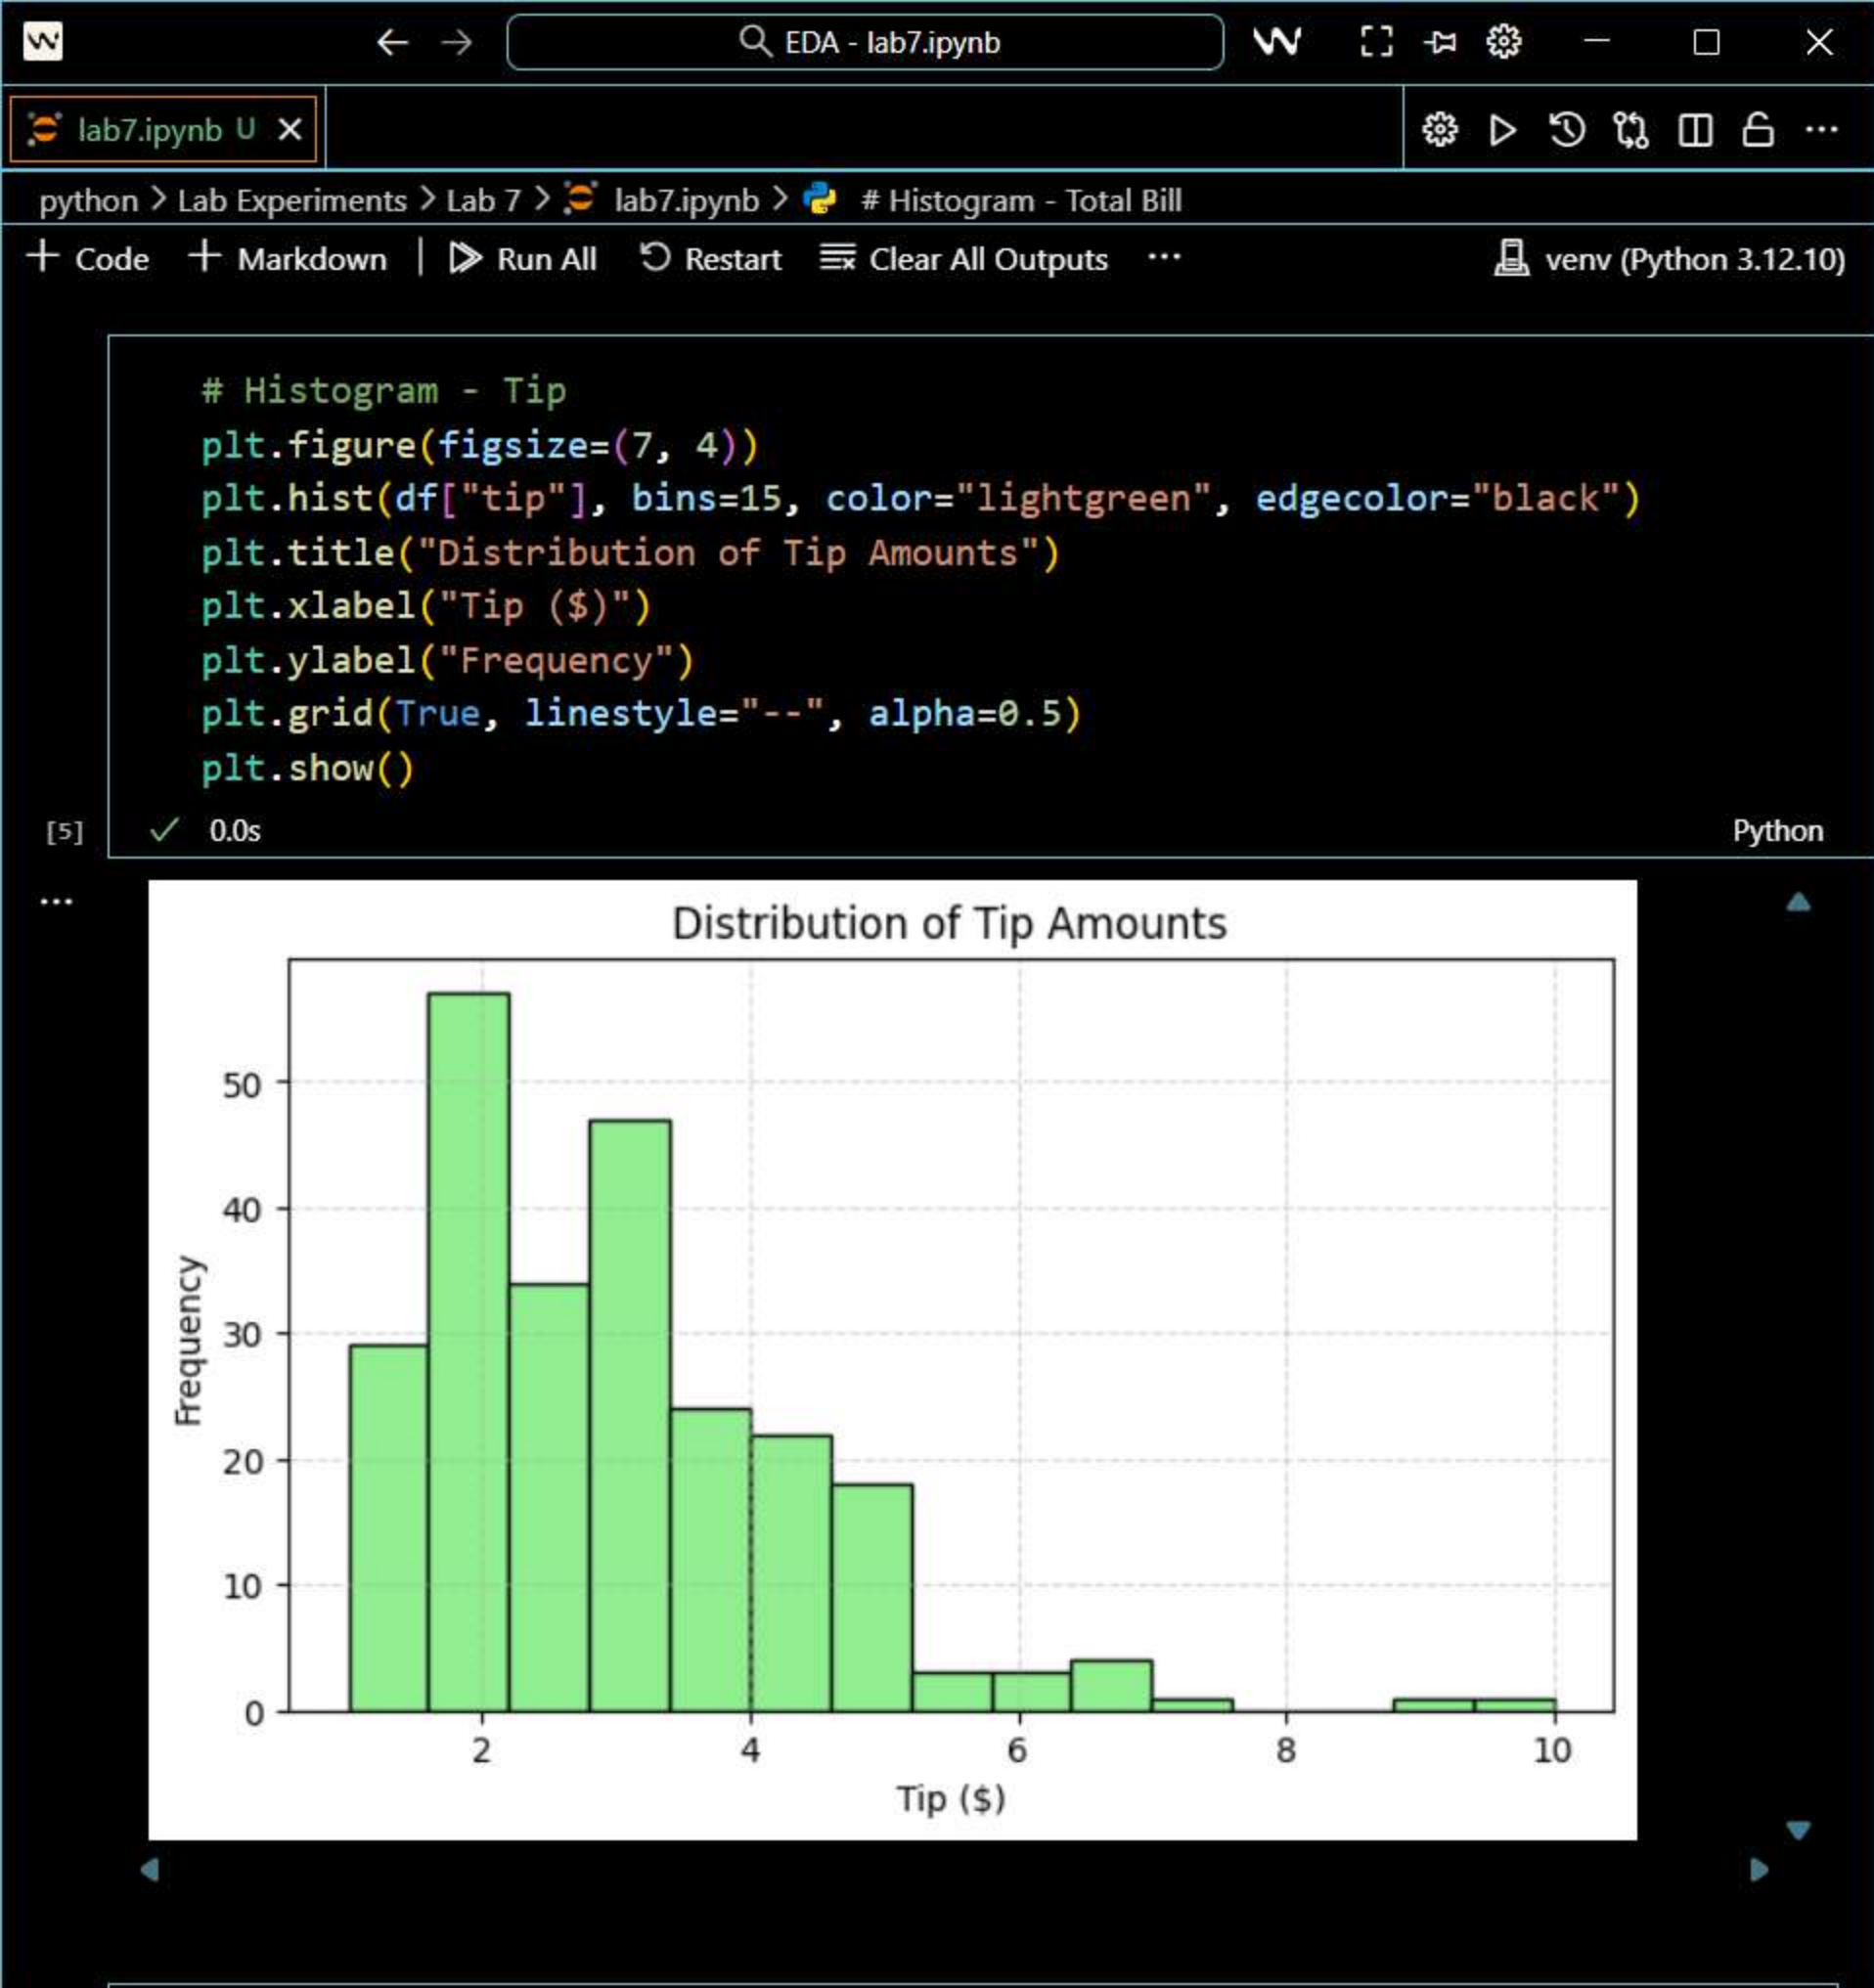 EDA - lab7.ipynb
lab7.ipynb U
python > Lab Experiments > Lab 7 > lab7.ipynb > # Histogram - Total Bill
+ Code + Markdown | Run All Restart Clear All Outputs ··· venv (Python 3.12.10)
# Histogram - Tip
plt.figure(figsize=(7, 4))
plt.hist(df["tip"], bins=15, color="lightgreen", edgecolor="black")
plt.title("Distribution of Tip Amounts")
plt.xlabel("Tip ($)")
plt.ylabel("Frequency")
plt.grid(True, linestyle="--", alpha=0.5)
plt.show()
[5] ✓ 0.0s Python
Distribution of Tip Amounts
50
40
30
20
10
0
Frequency
2 4 6 8 10
Tip ($)